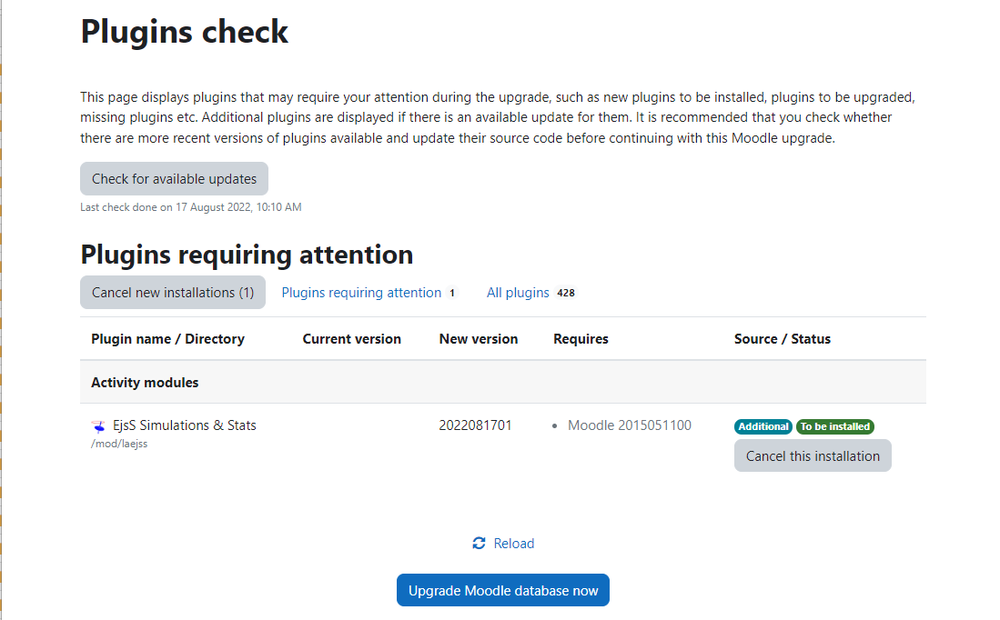 Plugins check
This page displays plugins that may require your attention during the upgrade, such as new plugins to be installed, plugins to be upgraded,
missing plugins etc. Additional plugins are displayed if there is an available update for them. It is recommended that you check whether
there are more recent versions of plugins available and update their source code before continuing with this Moodle upgrade.
Check for available updates
Last check done on 17 August 2022, 10:10 AM
Plugins requiring attention
Cancel new installations (1) Plugins requiring attention 1 All plugins 428
Plugin name / Directory Current version New version Requires Source / Status
Activity modules
EjsS Simulations & Stats 2022081701 • Moodle 2015051100 Additional To be installed
/mod/laejss
Cancel this installation
Reload
Upgrade Moodle database now